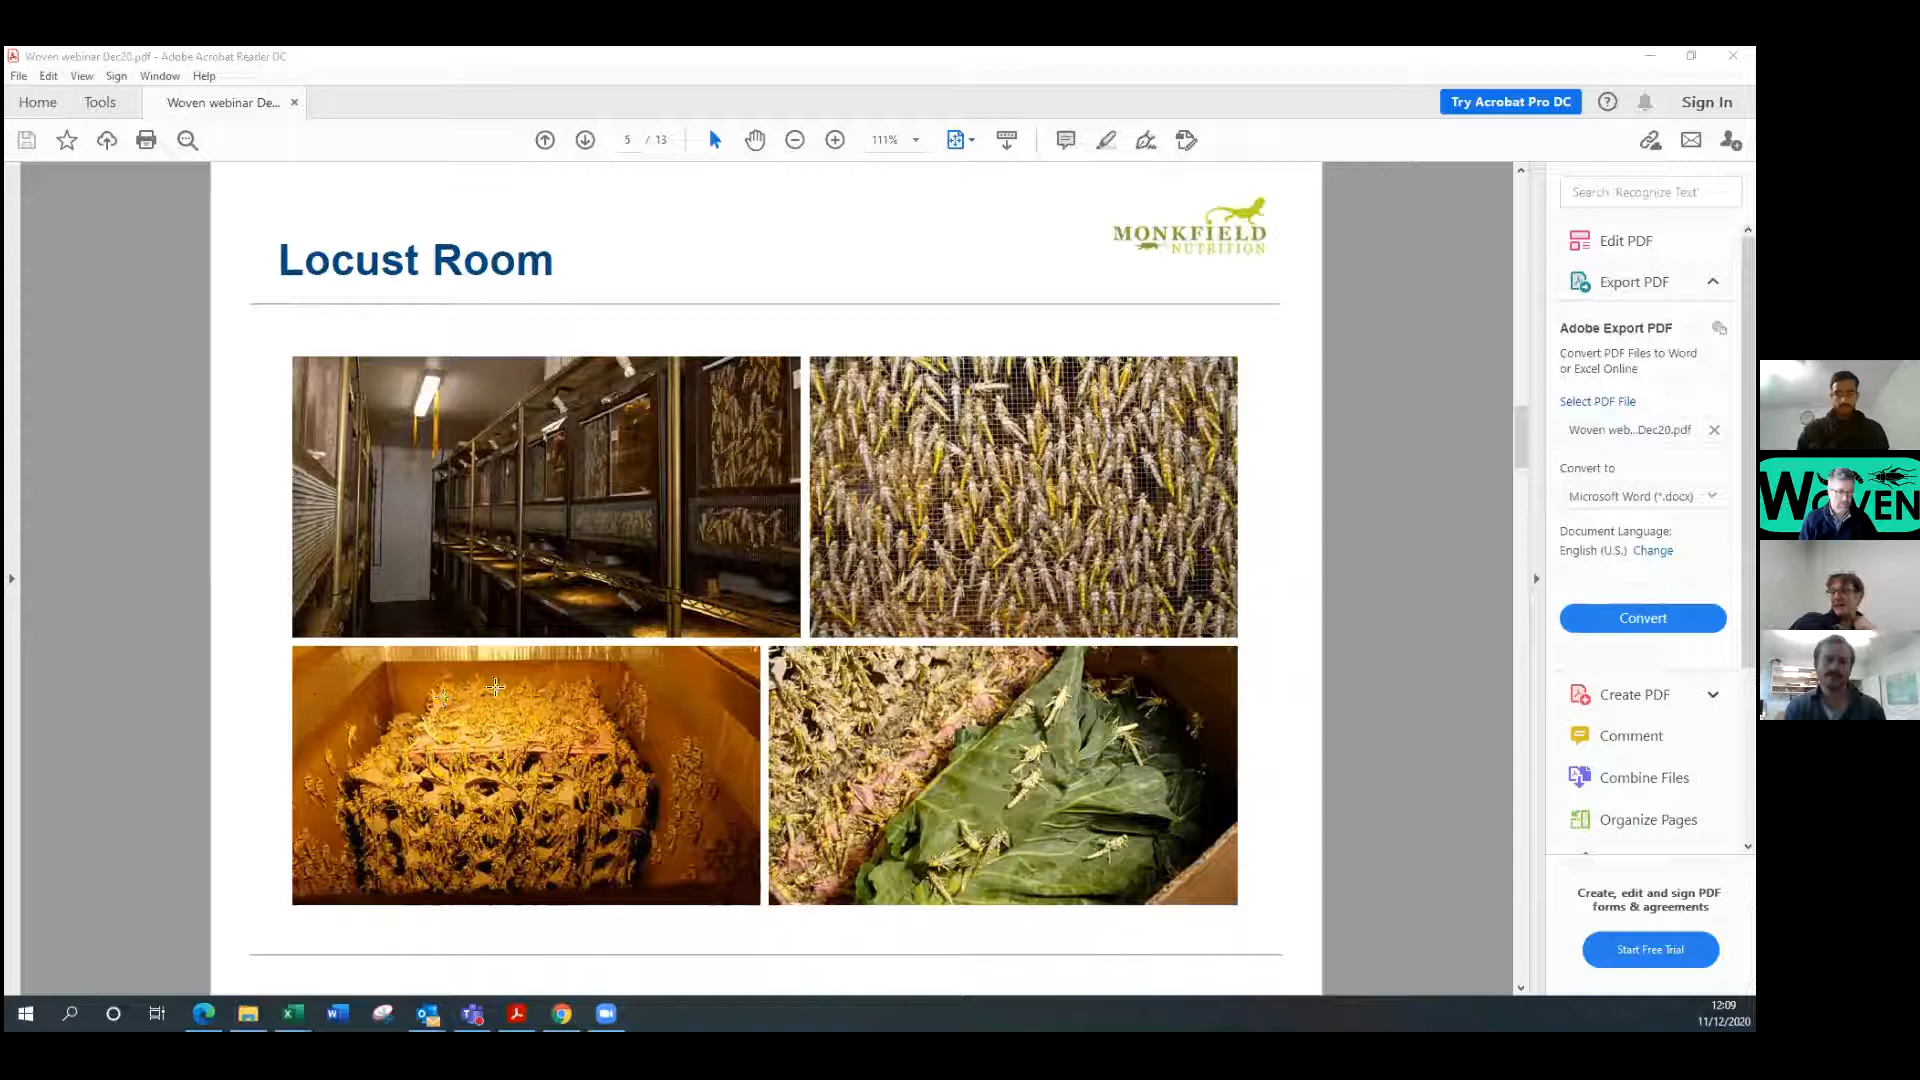 Woven webinar Dec20.pdf - Adobe Acrobat Reader DC
File Edit View Sign Window Help
Home Tools Woven webinar De... ×
Try Acrobat Pro DC
Sign In
5 / 13
111%
Search 'Recognize Text'
MONKFIELD
NUTRITION
Locust Room
Edit PDF
Export PDF
Adobe Export PDF
Convert PDF Files to Word
or Excel Online
Select PDF File
Woven web...Dec20.pdf
Convert to
Microsoft Word (*.docx)
Document Language:
English (U.S.) Change
Convert
Create PDF
Comment
Combine Files
Organize Pages
Create, edit and sign PDF
forms & agreements
Start Free Trial
WOVEN
12:09
11/12/2020